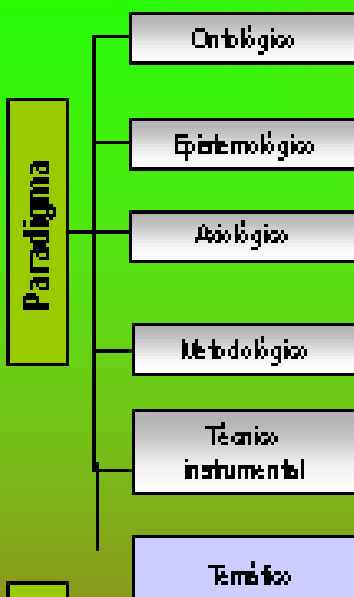 Paradigma
Ontológico
Epistemológico
Axiológico
Metodológico
Técnico
instrumental
Temático